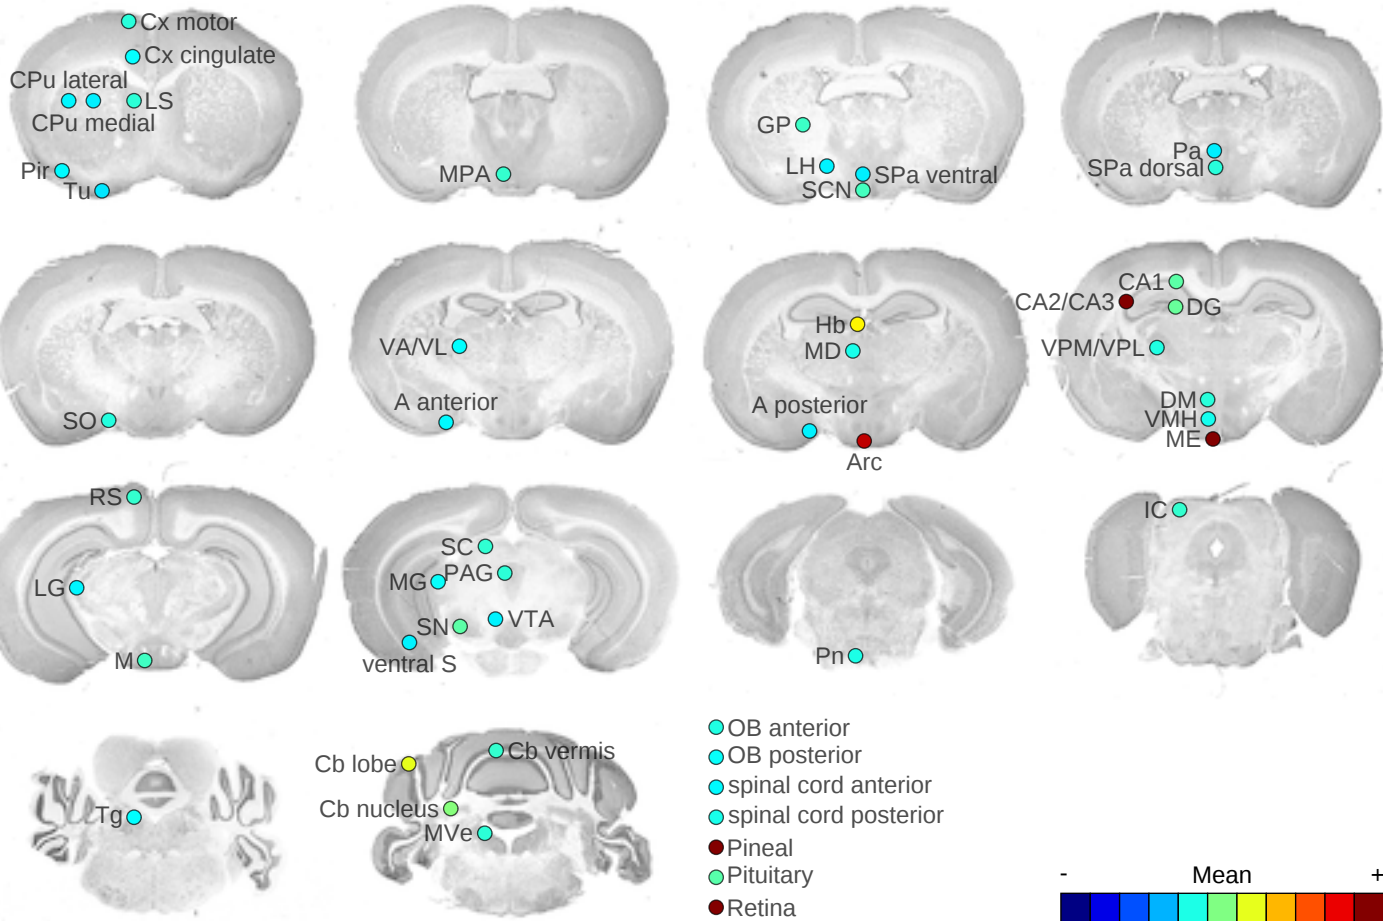 Cx motor
Cx cingulate
CPu lateral
LS
CPu medial
Pir
Tu
MPA
GP
LH
SPa ventral
SCN
Pa
SPa dorsal
SO
VA/VL
A anterior
Hb
MD
A posterior
Arc
CA1
CA2/CA3
DG
VPM/VPL
DM
VMH
ME
RS
LG
M
SC
MG
PAG
SN
VTA
ventral S
Pn
IC
Tg
Cb lobe
Cb vermis
Cb nucleus
MVe
OB anterior
OB posterior
spinal cord anterior
spinal cord posterior
Pineal
Pituitary
Retina
- Mean +